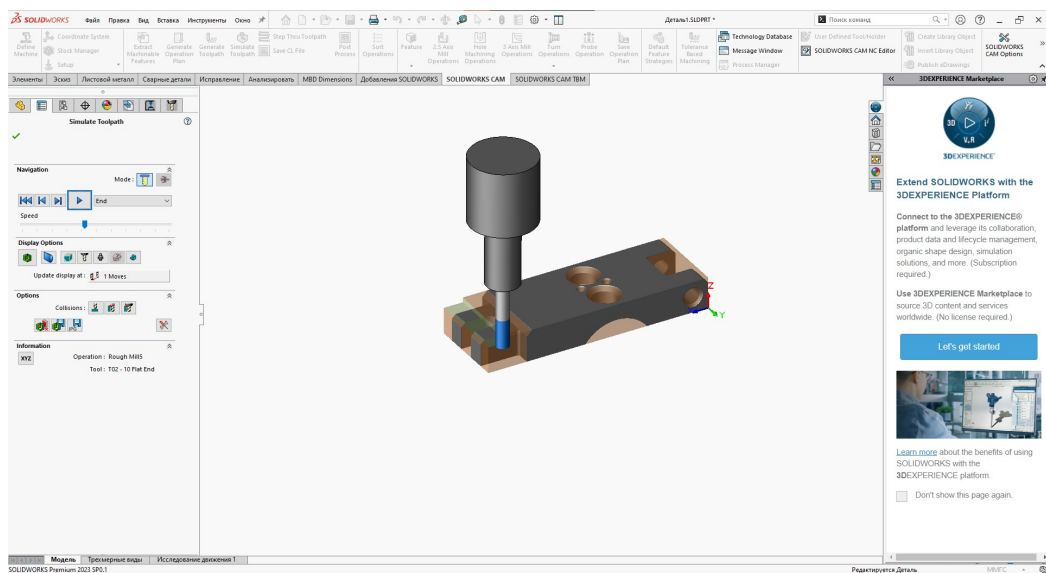 SOLIDWORKS Файл Правка Вид Вставка Инструменты Окно Деталь1.SLDPRT * Поиск команд
Define Machine
Coordinate System
Stock Manager
Setup
Extract Machinable Features
Generate Operation Plan
Generate Toolpath
Simulate Toolpath
Step Thru Toolpath
Save CL File
Post Process
Sort Operations
Feature
2.5 Axis Mill Operations
Hole Machining Operations
3 Axis Mill Operations
Turn Operations
Probe Operation
Save Operation Plan
Default Feature Strategies
Tolerance Based Machining
Technology Database
Message Window
Process Manager
User Defined Tool/Holder
SOLIDWORKS CAM NC Editor
Create Library Object
Insert Library Object
Publish eDrawings
SOLIDWORKS CAM Options
Элементы Эскиз Листовой металл Сварные детали Исправление Анализировать MBD Dimensions Добавления SOLIDWORKS SOLIDWORKS CAM SOLIDWORKS CAM TBM
3DEXPERIENCE Marketplace
Simulate Toolpath
Navigation
Mode :
End
Speed
Display Options
Update display at : 1 Moves
Options
Collisions :
Information
XYZ Operation : Rough Mill5
Tool : T02 - 10 Flat End
Z
Y
3D
V.R
3DEXPERIENCE
Extend SOLIDWORKS with the
3DEXPERIENCE Platform
Connect to the 3DEXPERIENCE®
platform and leverage its collaboration,
product data and lifecycle management,
organic shape design, simulation
solutions, and more. (Subscription
required.)
Use 3DEXPERIENCE Marketplace to
source 3D content and services
worldwide. (No license required.)
Let's get started
Learn more about the benefits of using
SOLIDWORKS with the
3DEXPERIENCE platform.
Don't show this page again.
Модель Трехмерные виды Исследование движения 1
SOLIDWORKS Premium 2023 SP0.1 Редактируется Деталь ММГС